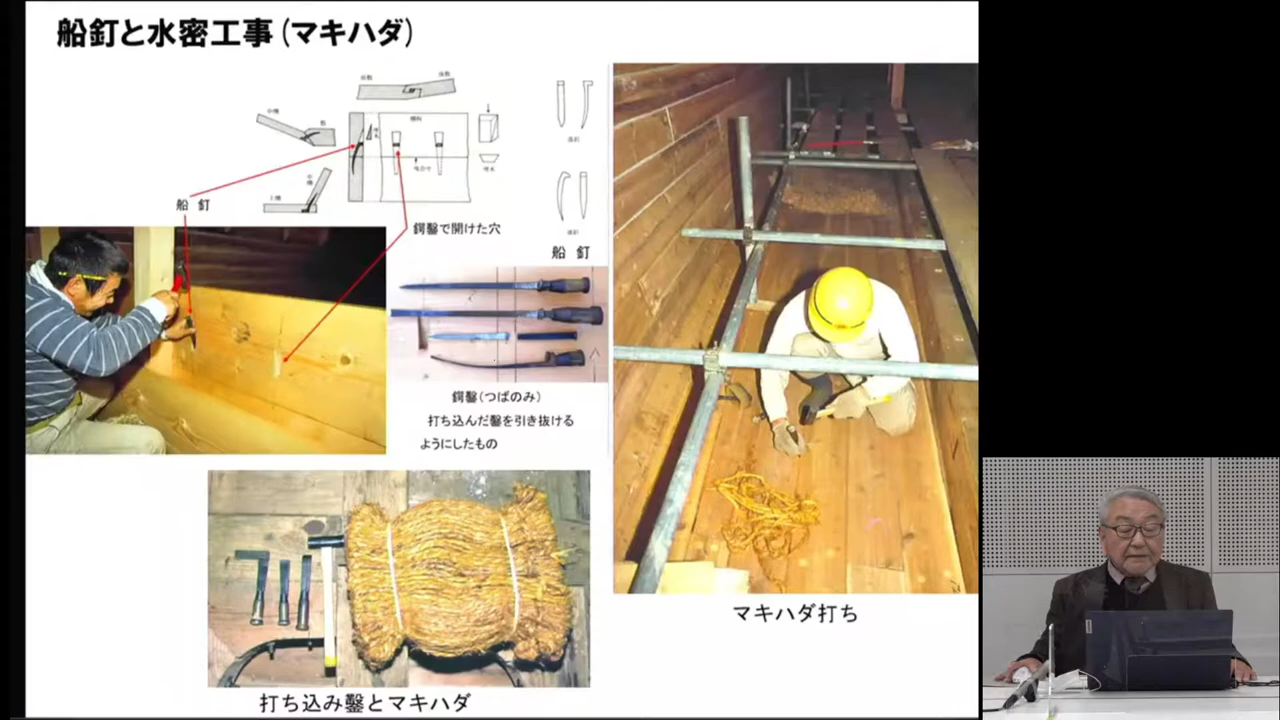 船釘と水密工事(マキハダ)
船 釘
鍔鑿で開けた穴
船 釘
鍔鑿(つばのみ)
打ち込んだ鑿を引き抜ける
ようにしたもの
打ち込み鑿とマキハダ
マキハダ打ち